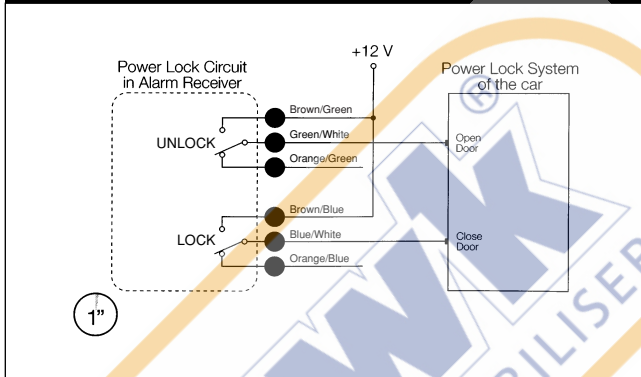 +12 V
Power Lock Circuit
in Alarm Receiver
Power Lock System
of the car
Brown/Green
UNLOCK
Green/White
Open
Door
Orange/Green
Brown/Blue
LOCK
Blue/White
Close
Door
Orange/Blue
1”
®